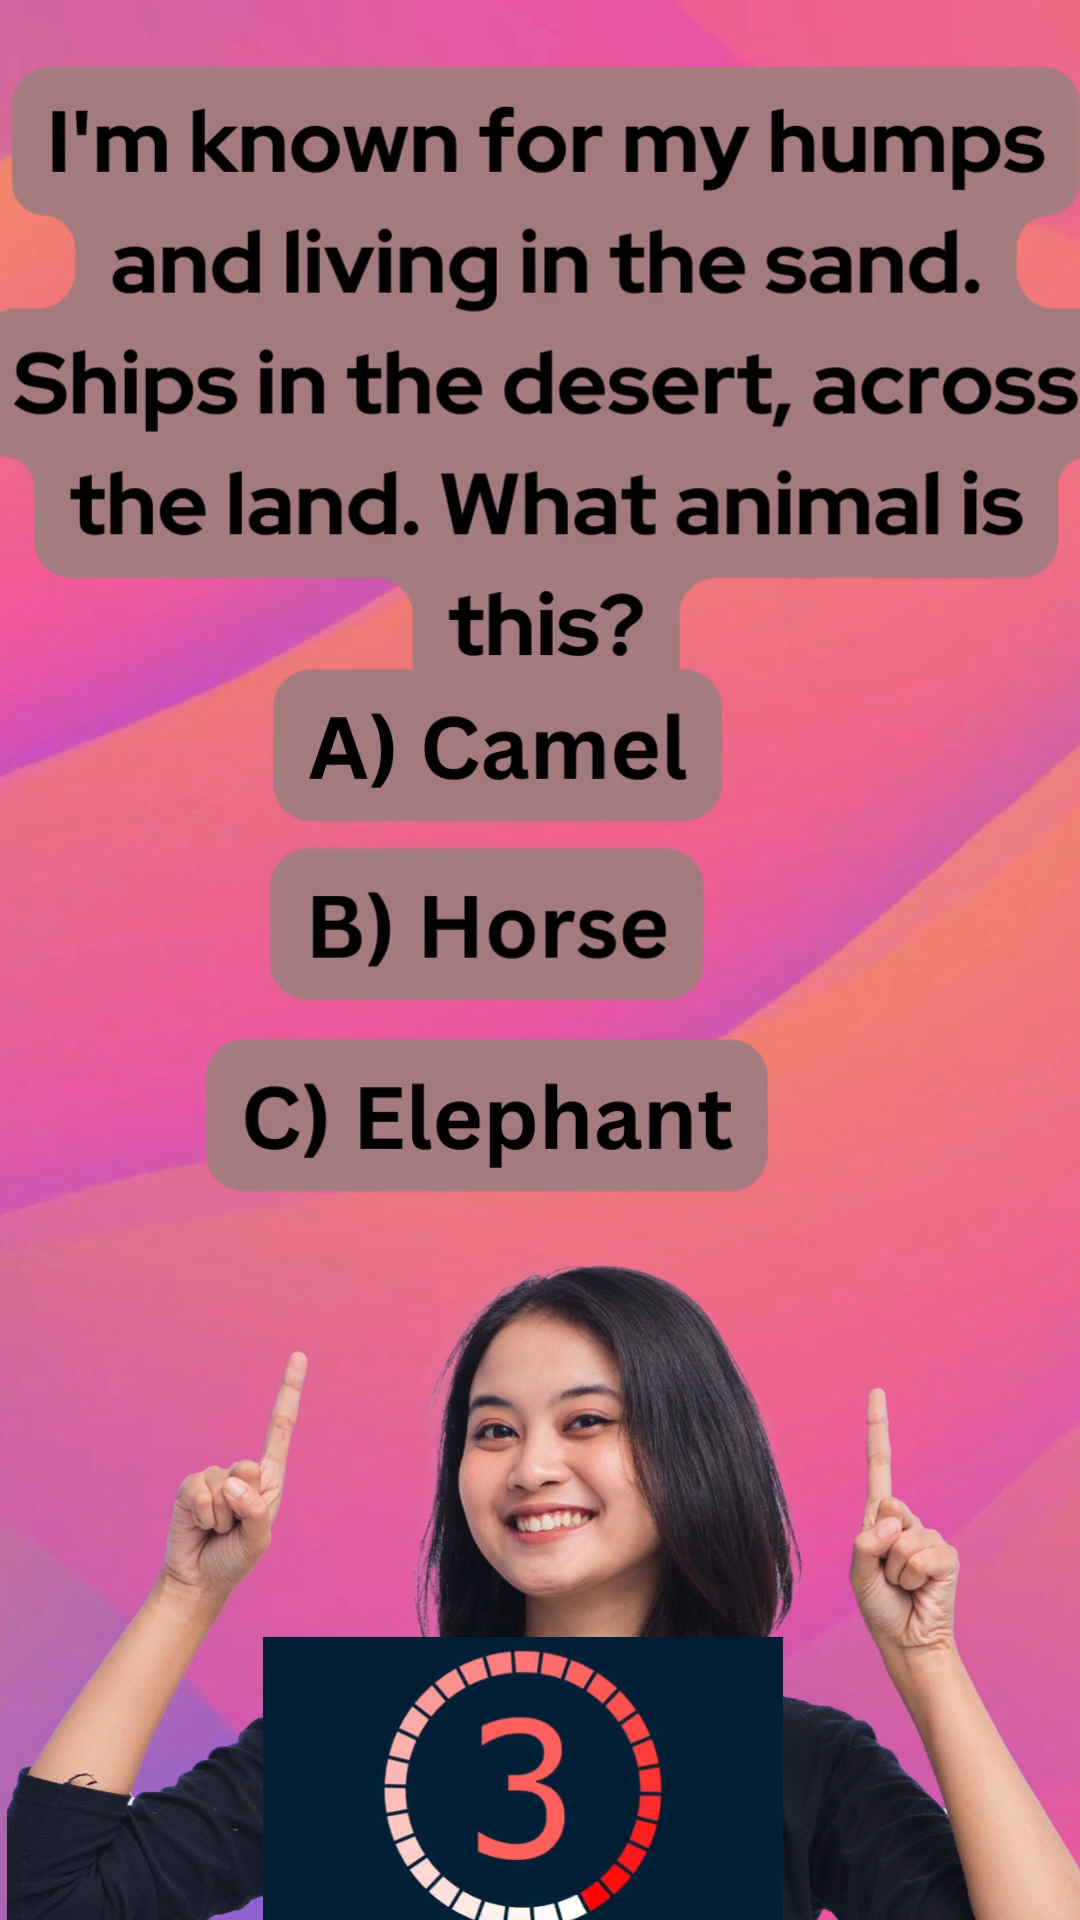 I'm known for my humps
and living in the sand.
Ships in the desert, across
the land. What animal is
this?
A) Camel
B) Horse
C) Elephant
3